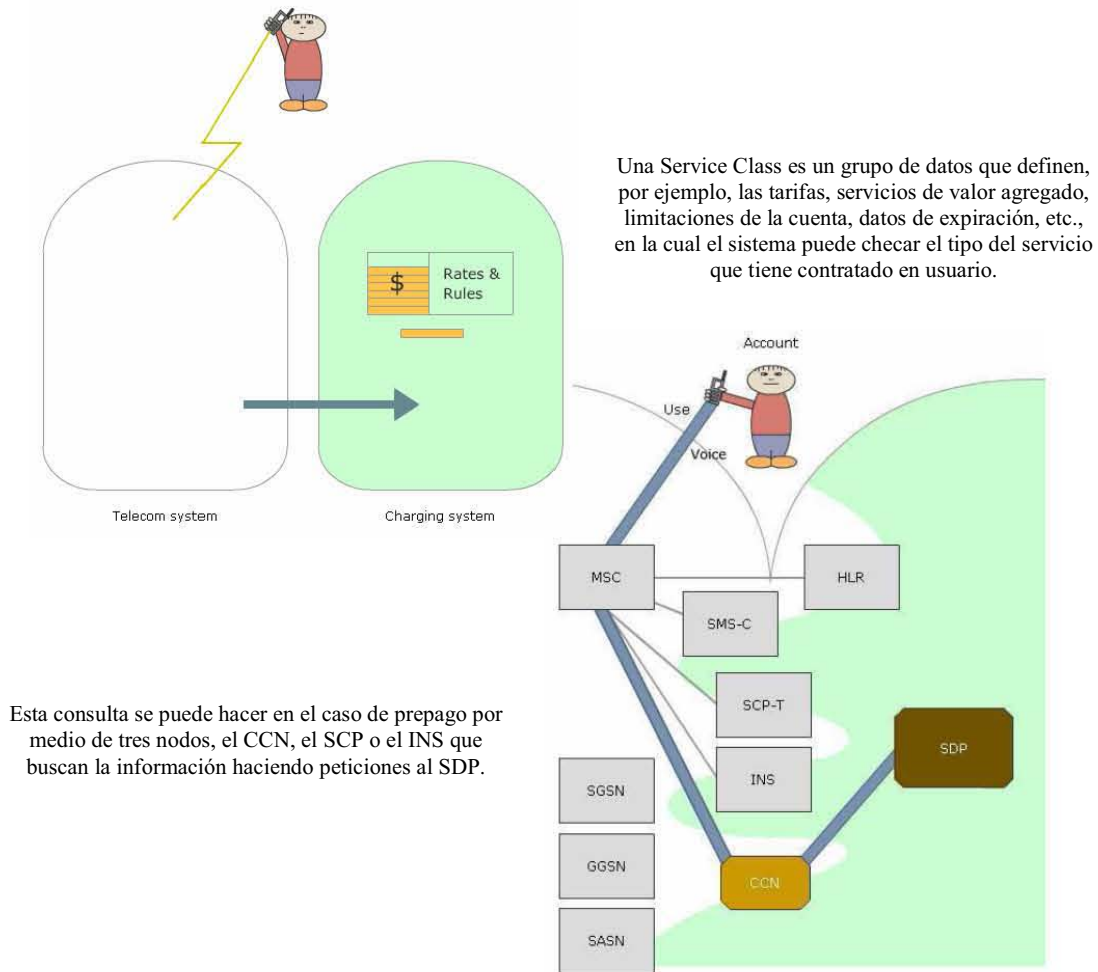 $
Rates &
Rules
Telecom system
Charging system
Una Service Class es un grupo de datos que definen,
por ejemplo, las tarifas, servicios de valor agregado,
limitaciones de la cuenta, datos de expiración, etc.,
en la cual el sistema puede checar el tipo del servicio
que tiene contratado en usuario.
Account
Use
Voice
MSC
HLR
SMS-C
SCP-T
SDP
INS
SGSN
GGSN
CCN
SASN
Esta consulta se puede hacer en el caso de prepago por
medio de tres nodos, el CCN, el SCP o el INS que
buscan la información haciendo peticiones al SDP.